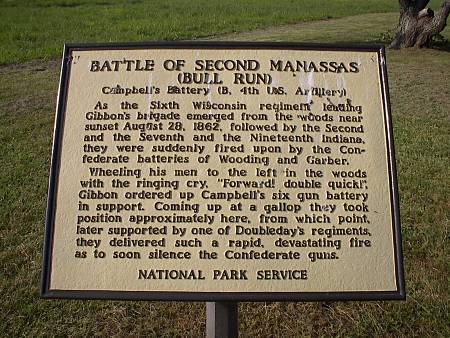 BATTLE OF SECOND MANASSAS
(BULL RUN)
Campbell's Battery (B, 4th U.S. Artillery)
As the Sixth Wisconsin regiment leading
Gibbon's brigade emerged from the woods near
sunset August 28, 1862, followed by the Second
and the Seventh and the Nineteenth Indiana,
they were suddenly fired upon by the Con-
federate batteries of Wooding and Garber.
Wheeling his men to the left in the woods
with the ringing cry, "Forward! double quick!",
Gibbon ordered up Campbell's six gun battery
in support. Coming up at a gallop they took
position approximately here, from which point,
later supported by one of Doubleday's regiments,
they delivered such a rapid, devastating fire
as to soon silence the Confederate guns.
NATIONAL PARK SERVICE